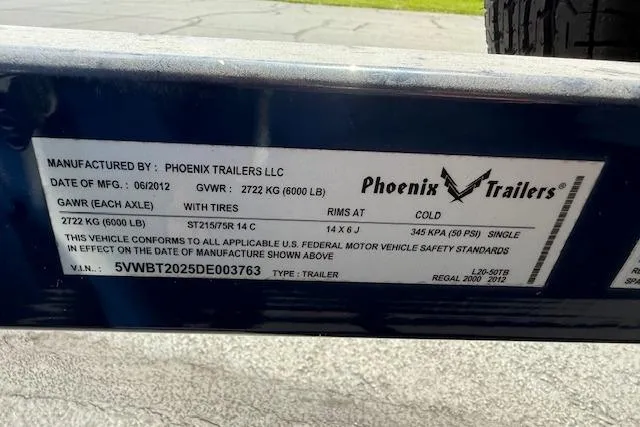 MANUFACTURED BY : PHOENIX TRAILERS LLC
DATE OF MFG. : 06/2012 GVWR : 2722 KG (6000 LB)
Phoenix Trailers®
GAWR (EACH AXLE) WITH TIRES RIMS AT COLD
2722 KG (6000 LB) ST215/75R 14 C 14 X 6 J 345 KPA (50 PSI) SINGLE
THIS VEHICLE CONFORMS TO ALL APPLICABLE U.S. FEDERAL MOTOR VEHICLE SAFETY STANDARDS
IN EFFECT ON THE DATE OF MANUFACTURE SHOWN ABOVE
V.I.N.. : 5VWBT2025DE003763 TYPE : TRAILER
L20-50TB
REGAL 2000 2012